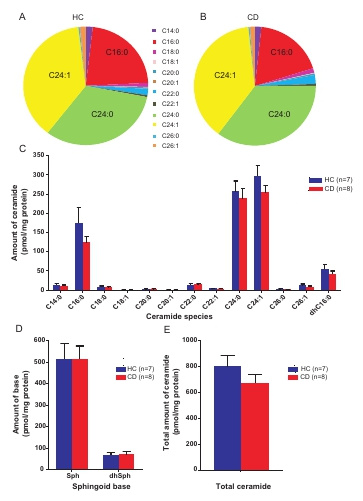 A
HC
B
CD
C16:0
C24:1
C24:0
C14:0
C16:0
C18:0
C18:1
C20:0
C20:1
C22:0
C22:1
C24:0
C24:1
C26:0
C26:1
C16:0
C24:1
C24:0
C
Amount of ceramide
(pmol/mg protein)
350
300
250
200
150
100
50
0
HC (n=7)
CD (n=8)
C14:0
C16:0
C18:0
C18:1
C20:0
C20:1
C22:0
C22:1
C24:0
C24:1
C26:0
C26:1
dhC16:0
Ceramide species
D
Amount of base
(pmol/mg protein)
600
500
400
300
200
100
0
HC (n=7)
CD (n=8)
Sph
dhSph
Sphingoid base
E
Total amount of ceramide
(pmol/mg protein)
1000
800
600
400
200
0
HC (n=7)
CD (n=8)
Total ceramide